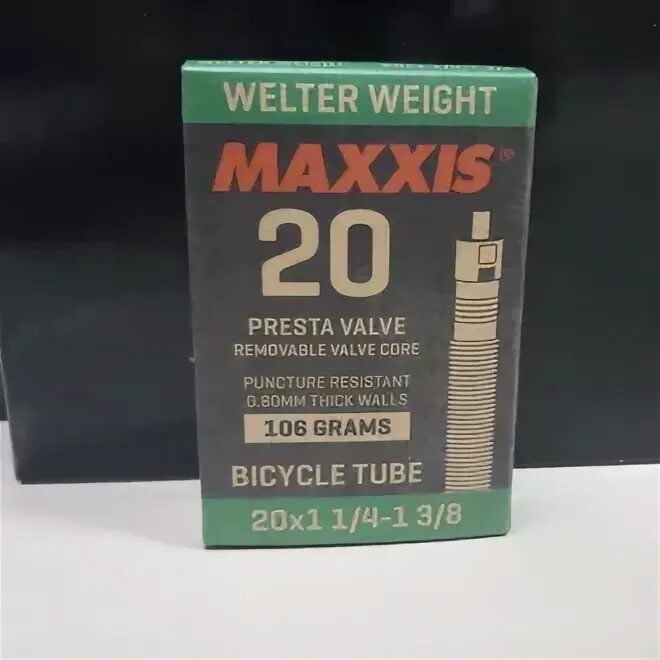 WELTER WEIGHT
MAXXIS®
20
PRESTA VALVE
REMOVABLE VALVE CORE
PUNCTURE RESISTANT
0.80MM THICK WALLS
106 GRAMS
BICYCLE TUBE
20x1 1/4-1 3/8